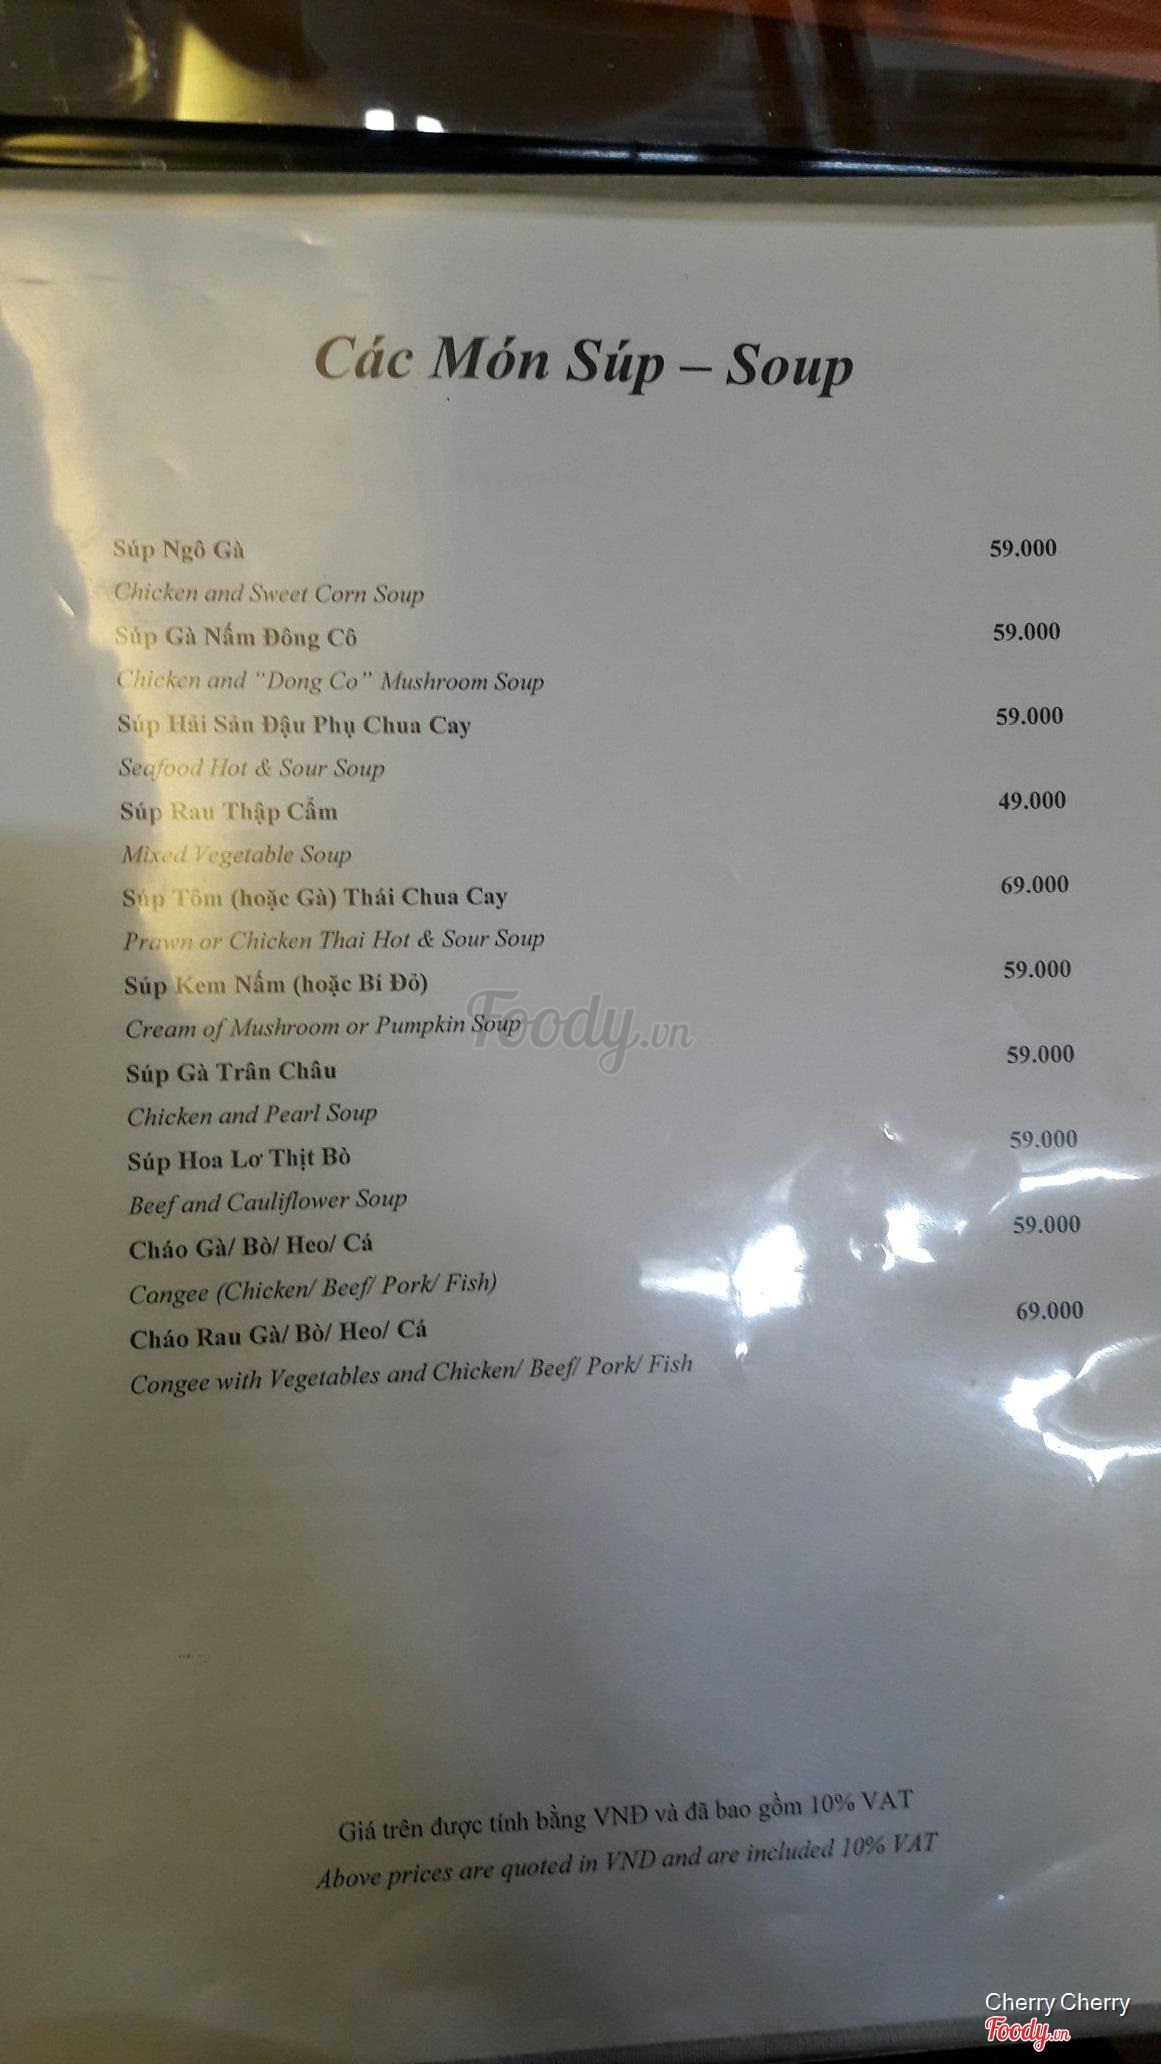 Các Món Súp – Soup
Súp Ngô Gà 59.000
Chicken and Sweet Corn Soup
Súp Gà Nấm Đông Cô 59.000
Chicken and “Dong Co” Mushroom Soup
Súp Hải Sản Đậu Phụ Chua Cay 59.000
Seafood Hot & Sour Soup
Súp Rau Thập Cẩm 49.000
Mixed Vegetable Soup
Súp Tôm (hoặc Gà) Thái Chua Cay 69.000
Prawn or Chicken Thai Hot & Sour Soup
Súp Kem Nấm (hoặc Bí Đỏ) 59.000
Cream of Mushroom or Pumpkin Soup
Foody.vn
Súp Gà Trân Châu 59.000
Chicken and Pearl Soup
Súp Hoa Lơ Thịt Bò 59.000
Beef and Cauliflower Soup
Cháo Gà/ Bò/ Heo/ Cá 59.000
Congee (Chicken/ Beef/ Pork/ Fish)
Cháo Rau Gà/ Bò/ Heo/ Cá 69.000
Congee with Vegetables and Chicken/ Beef/ Pork/ Fish
Giá trên được tính bằng VNĐ và đã bao gồm 10% VAT
Above prices are quoted in VND and are included 10% VAT
Cherry Cherry
Foody.vn